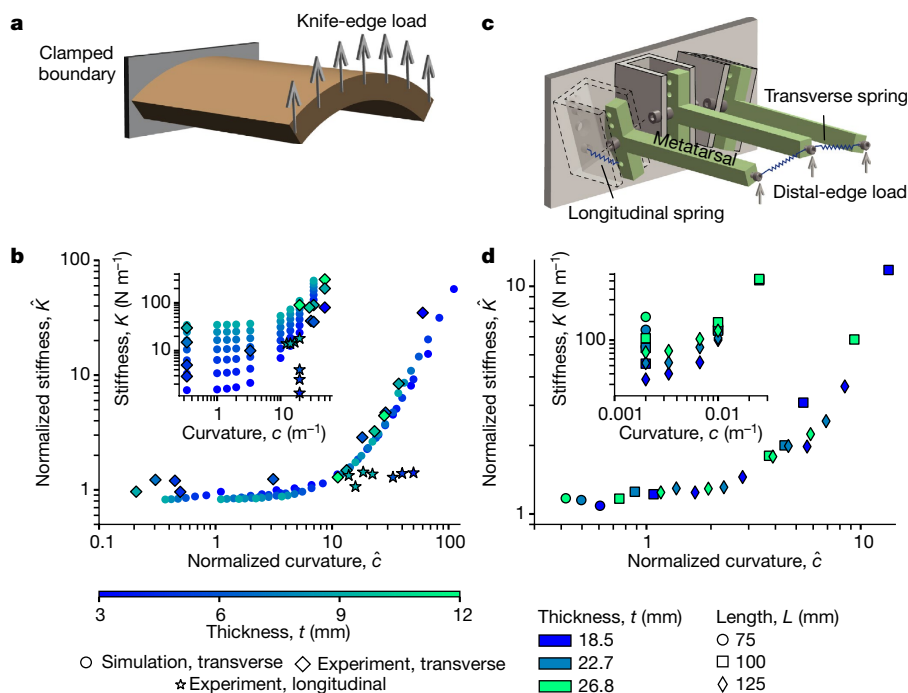 a
Knife-edge load
Clamped
boundary
c
Transverse spring
Metatarsal
Distal-edge load
Longitudinal spring
b
100
10
1
Normalized stiffness, K̂
0.1
1
10
100
Normalized curvature, ĉ
Stiffness, K (N m⁻¹)
100
10
1
1
10
Curvature, c (m⁻¹)
3
6
9
12
Thickness, t (mm)
Simulation, transverse
Experiment, transverse
Experiment, longitudinal
d
10
1
Normalized stiffness, K̂
1
10
Normalized curvature, ĉ
Stiffness, K (N m⁻¹)
100
0.001
0.01
Curvature, c (m⁻¹)
Thickness, t (mm)
18.5
22.7
26.8
Length, L (mm)
75
100
125